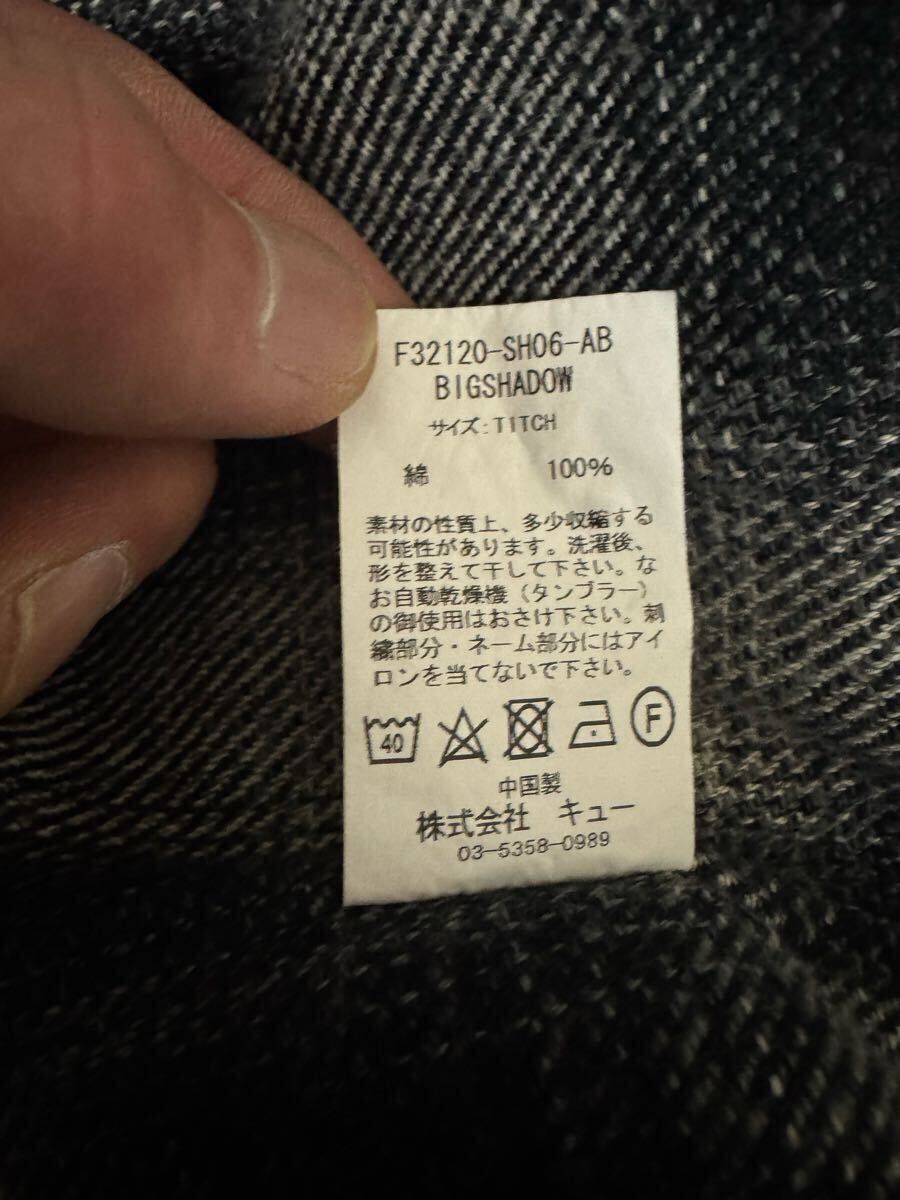 F32120-SH06-AB
BIGSHADOW
サイズ:TITCH
綿 100%
素材の性質上、多少収縮する
可能性があります。洗濯後、
形を整えて干して下さい。な
お自動乾燥機（タンブラー）
の御使用はおさけ下さい。刺
繍部分・ネーム部分にはアイ
ロンを当てないで下さい。
40 F
中国製
株式会社 キュー
03-5358-0989